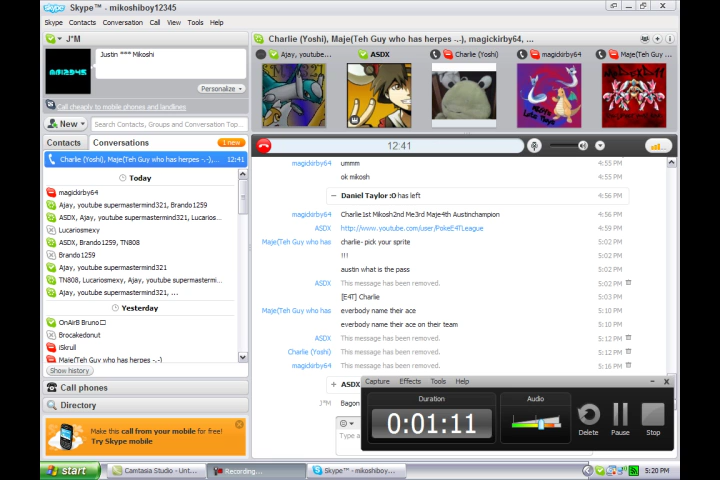 Skype™ - mikoshiboy12345
Skype Contacts Conversation Call View Tools Help
J*M
Justin *** Mikoshi
Personalize
Call cheaply to mobile phones and landlines
New
Search Contacts, Groups and Conversation Top...
Contacts
Conversations
1 new
Charlie (Yoshi), Maje(Teh Guy who has herpes -.-),... 12:41
Today
magickirby64
Ajay, youtube supermastermind321, Brando1259
ASDX, Ajay, youtube supermastermind321, Lucarios...
Lucariosmexy
ASDX, Brando1259, TN808
Brando1259
Ajay, youtube supermastermind321
TN808, Lucariosmexy, Ajay, youtube supermastermi...
Ajay, youtube supermastermind321, ...
Yesterday
OnAirB Bruno□
Brocakedonut
iSkrull
Maje(Teh Guy who has herpes -.-)
Show history
Call phones
Directory
Make this call from your mobile for free!
Try Skype mobile
Charlie (Yoshi), Maje(Teh Guy who has herpes -.-), magickirby64, ...
Ajay, youtube...
ASDX
Charlie (Yoshi)
magickirby64
Maje(Teh Guy ...
12:41
magickirby64 ummm 4:55 PM
ok mikosh 4:55 PM
Daniel Taylor :O has left 4:56 PM
magickirby64 Charlie1st Mikosh2nd Me3rd Maje4th Austinchampion 4:56 PM
ASDX http://www.youtube.com/user/PokeE4TLeague 4:59 PM
Maje(Teh Guy who has charlie- pick your sprite 5:02 PM
!!! 5:02 PM
austin what is the pass 5:02 PM
ASDX This message has been removed. 5:02 PM
[E4T] Charlie 5:03 PM
Maje(Teh Guy who has everbody name their ace 5:10 PM
everbody name their ace on their team 5:10 PM
ASDX This message has been removed. 5:12 PM
Charlie (Yoshi) This message has been removed. 5:12 PM
magickirby64 This message has been removed. 5:16 PM
ASDX
J*M Bagon
Type a
Capture Effects Tools Help
Duration
0:01:11
Audio
Delete
Pause
Stop
start
Camtasia Studio - Unt...
Recording...
Skype™ - mikoshiboy...
5:20 PM